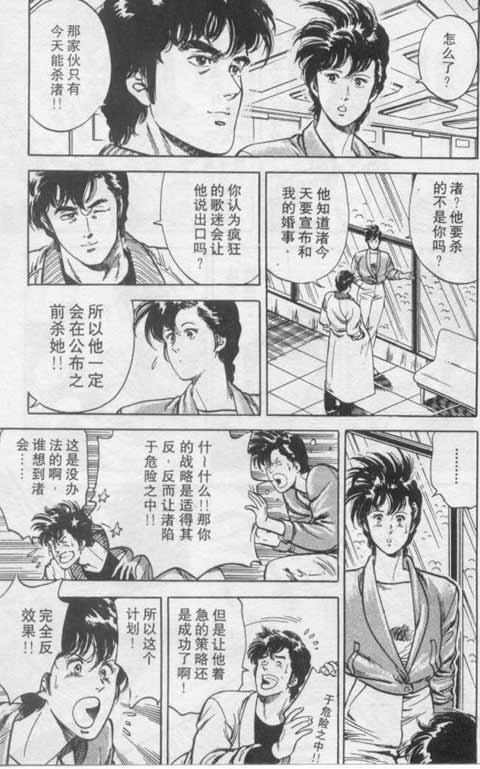 怎么了?
那家伙只有
今天能杀渚!!
渚?他要杀
的不是你吗?
他知道渚今
天要宣布和
我的婚事.
你认为疯狂
的歌迷会让
他说出口吗?
所以他一定
会在公布之
前杀她!!
………
什~什么!!那你
的战略是适得其
反.反而让渚陷
于危险之中!!
这是没办
法的啊.
谁想到渚
会……
于危险之中!!
但是让他着
急的策略还
是成功了啊!
所以这个
计划!
完全反
效果!!